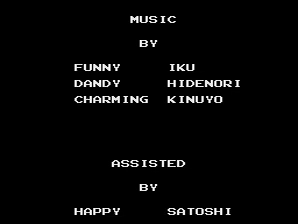 MUSIC
BY
FUNNY IKU
DANDY HIDENORI
CHARMING KINUYO
ASSISTED
BY
HAPPY SATOSHI